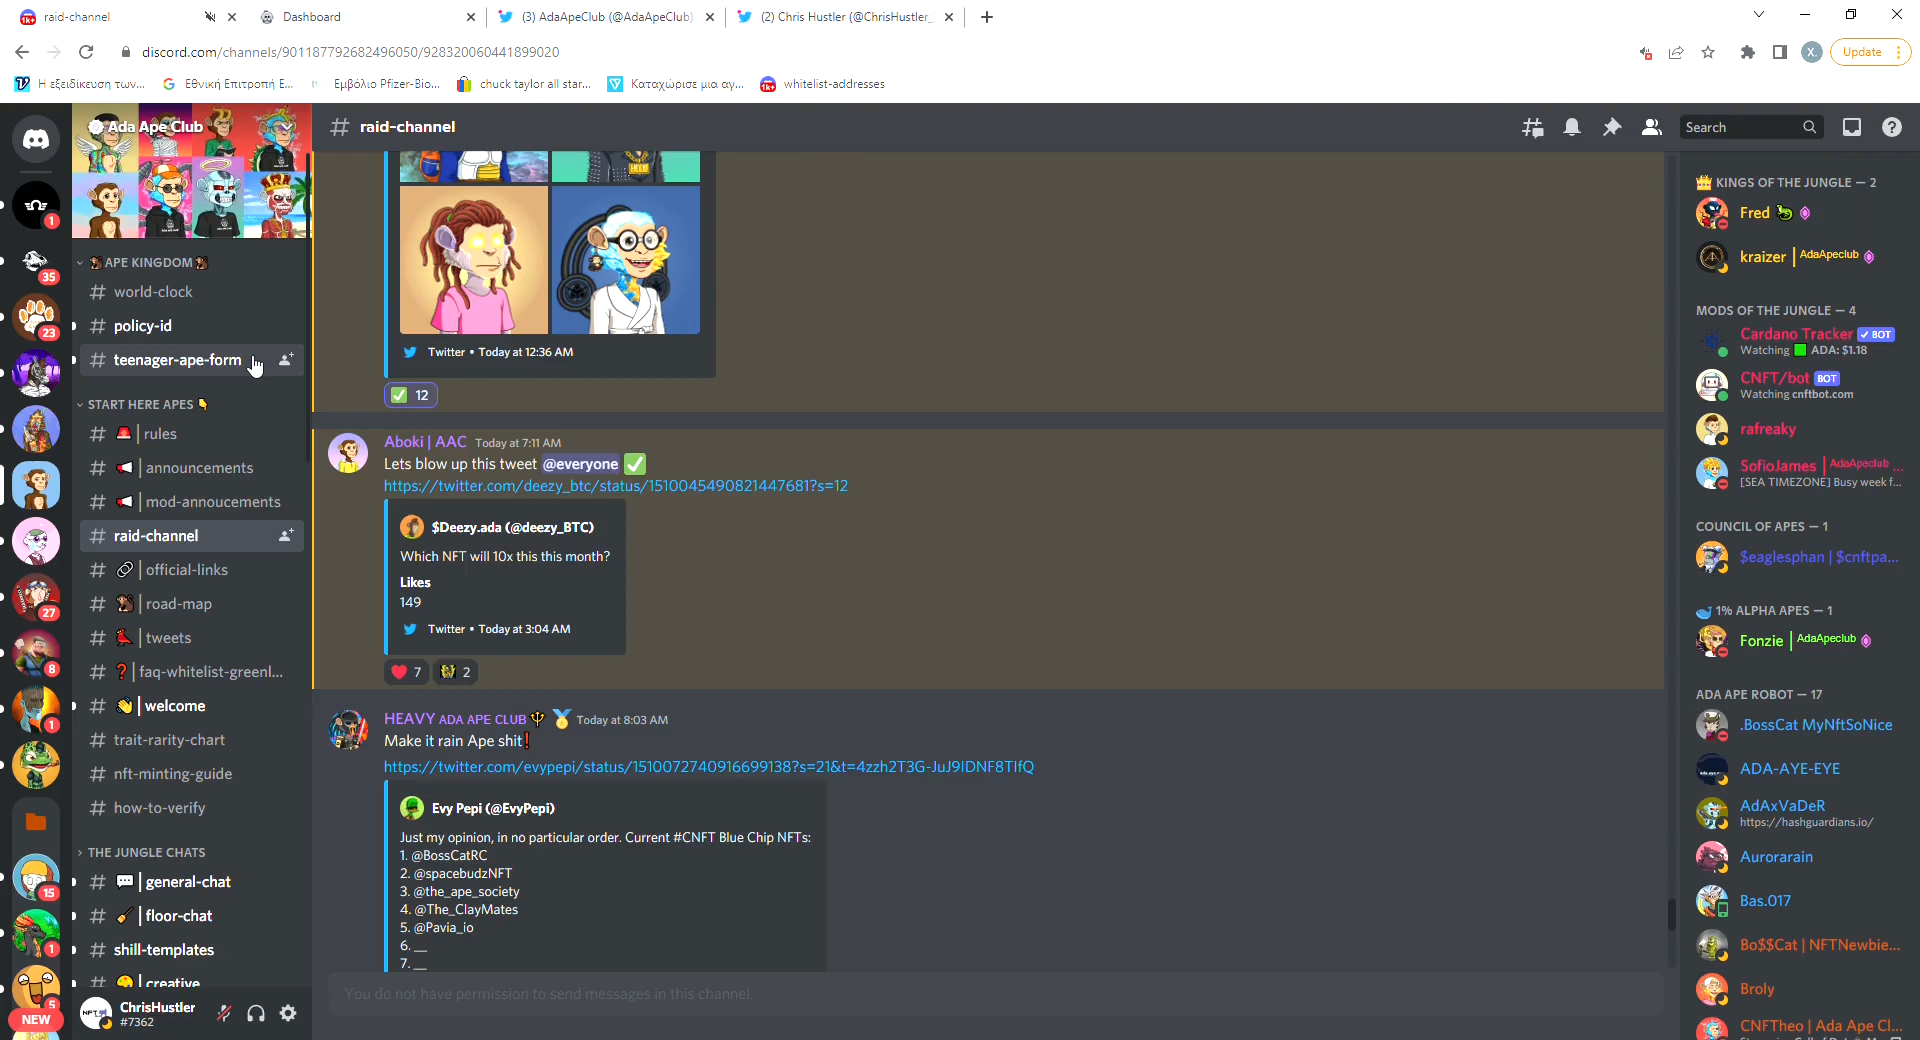 raid-channel
Dashboard
(3) AdaApeClub (@AdaApeClub)
(2) Chris Hustler (@ChrisHustler_
discord.com/channels/901187792682496050/928320060441899020
X.
Update
Η εξειδίκευση των...
Εθνική Επιτροπή Ε...
Εμβόλιο Pfizer-Bio...
chuck taylor all star...
Καταχώρισε μια αγ...
whitelist-addresses
Ada Ape Club
# raid-channel
Search
1
35
23
27
8
1
15
1
5
NEW
APE KINGDOM
# world-clock
# policy-id
# teenager-ape-form
START HERE APES
# | rules
# | announcements
# | mod-annoucements
# raid-channel
# | official-links
# | road-map
# | tweets
# | faq-whitelist-greenl...
# | welcome
# trait-rarity-chart
# nft-minting-guide
# how-to-verify
THE JUNGLE CHATS
# | general-chat
# | floor-chat
# shill-templates
# | creative
ChrisHustler
#7362
Twitter • Today at 12:36 AM
12
Aboki | AAC Today at 7:11 AM
Lets blow up this tweet @everyone
https://twitter.com/deezy_btc/status/1510045490821447681?s=12
$Deezy.ada (@deezy_BTC)
Which NFT will 10x this this month?
Likes
149
Twitter • Today at 3:04 AM
7
2
HEAVY ADA APE CLUB Today at 8:03 AM
Make it rain Ape shit
https://twitter.com/evypepi/status/1510072740916699138?s=21&t=4zzh2T3G-JuJ9IDNF8TIfQ
Evy Pepi (@EvyPepi)
Just my opinion, in no particular order. Current #CNFT Blue Chip NFTs:
1. @BossCatRC
2. @spacebudzNFT
3. @the_ape_society
4. @The_ClayMates
5. @Pavia_io
6. __
7. __
You do not have permission to send messages in this channel.
KINGS OF THE JUNGLE — 2
Fred
kraizer | AdaApeclub
MODS OF THE JUNGLE — 4
Cardano Tracker BOT
Watching ADA: $1.18
CNFT/bot BOT
Watching cnftbot.com
rafreaky
SofioJames | AdaApeclub ...
[SEA TIMEZONE] Busy week f...
COUNCIL OF APES — 1
$eaglesphan | $cnftpa...
1% ALPHA APES — 1
Fonzie | AdaApeclub
ADA APE ROBOT — 17
.BossCat MyNftSoNice
ADA-AYE-EYE
AdAxVaDeR
https://hashguardians.io/
Aurorarain
Bas.017
Bo$$Cat | NFTNewbie...
Broly
CNFTheo | Ada Ape Cl...